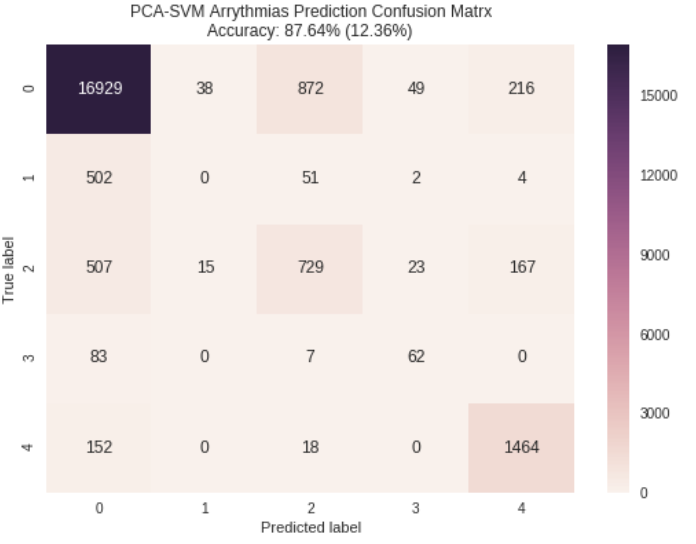 PCA-SVM Arrythmias Prediction Confusion Matrx
Accuracy: 87.64% (12.36%)
0 16929 38 872 49 216
1 502 0 51 2 4
2 507 15 729 23 167
3 83 0 7 62 0
4 152 0 18 0 1464
0 1 2 3 4
Predicted label
True label
15000
12000
9000
6000
3000
0